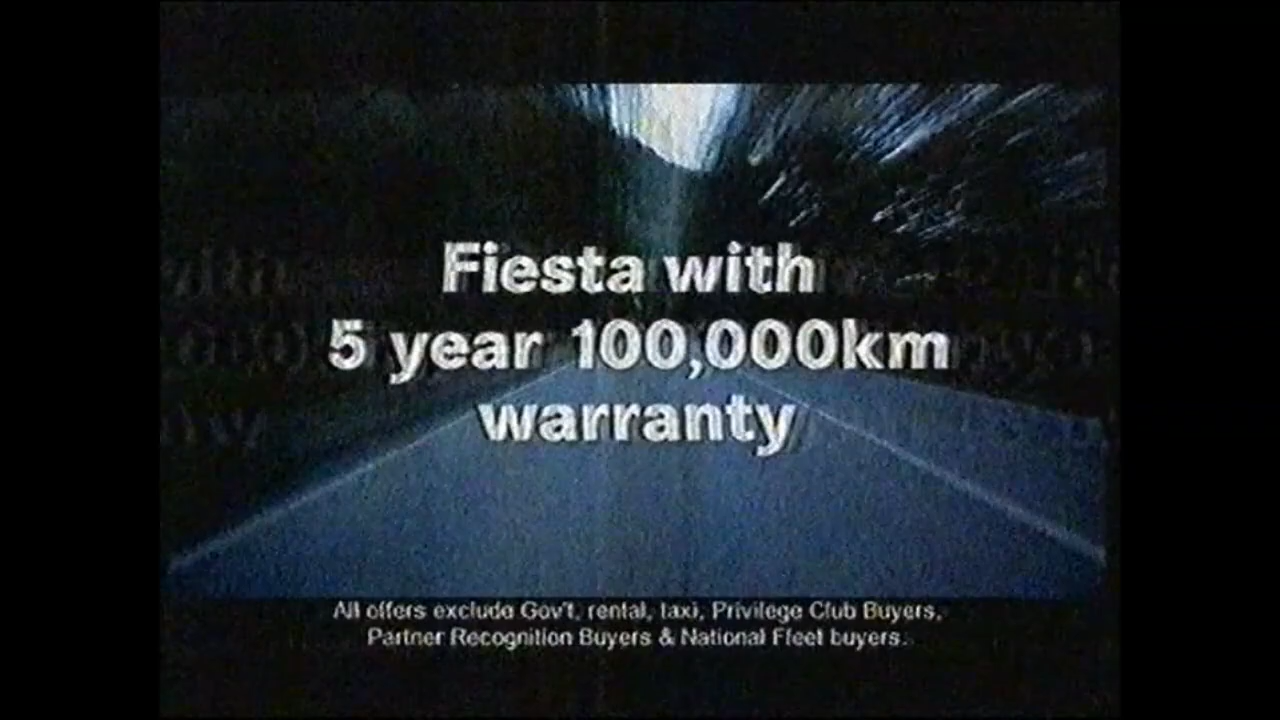 Fiesta with
5 year 100,000km
warranty
All offers exclude Gov't, rental, taxi, Privilege Club Buyers,
Partner Recognition Buyers & National Fleet buyers.